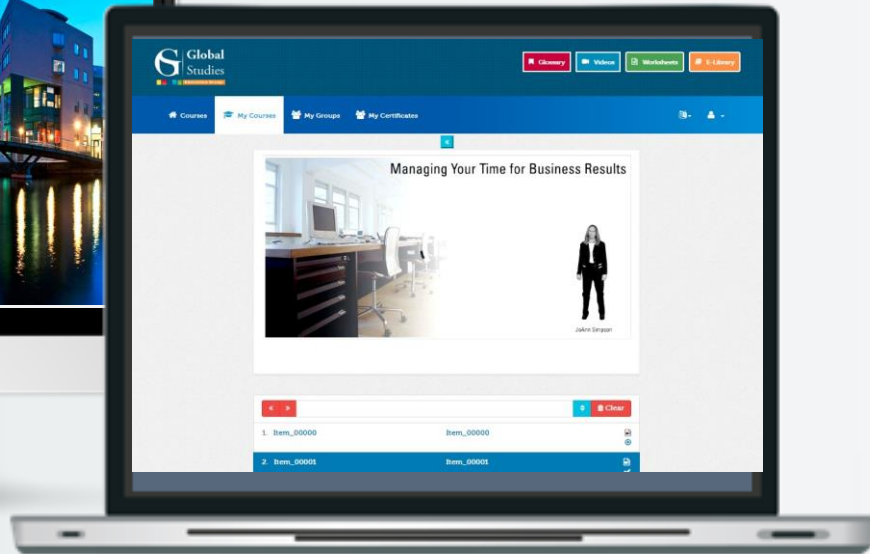 Global
Studies
Glossary
Videos
Worksheets
E-Library
Courses
My Courses
My Groups
My Certificates
Managing Your Time for Business Results
JoAnn Simpson
Clear
1. Item_00000 Item_00000
2. Item_00001 Item_00001